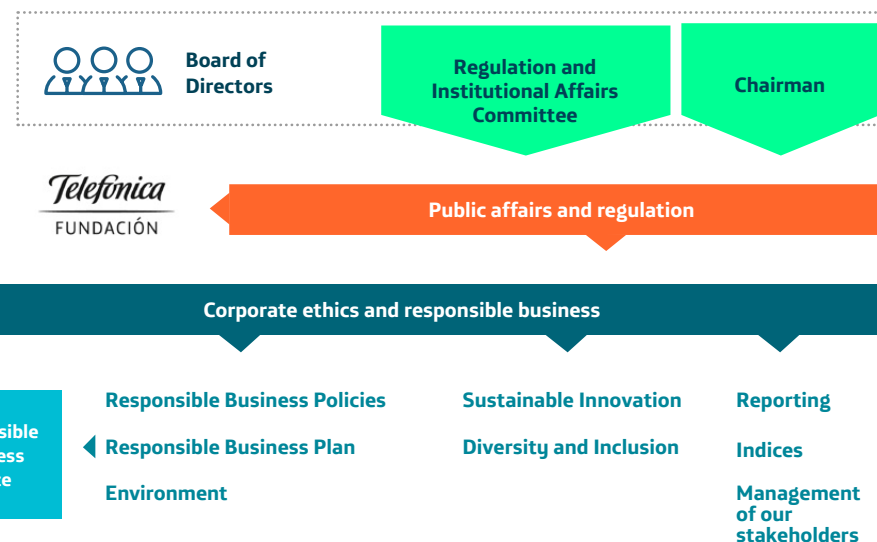 Board of
Directors
Regulation and
Institutional Affairs
Committee
Chairman
Telefónica
FUNDACIÓN
Public affairs and regulation
Corporate ethics and responsible business
Responsible Business Policies
Responsible Business Plan
Environment
Sustainable Innovation
Diversity and Inclusion
Reporting
Indices
Management
of our
stakeholders